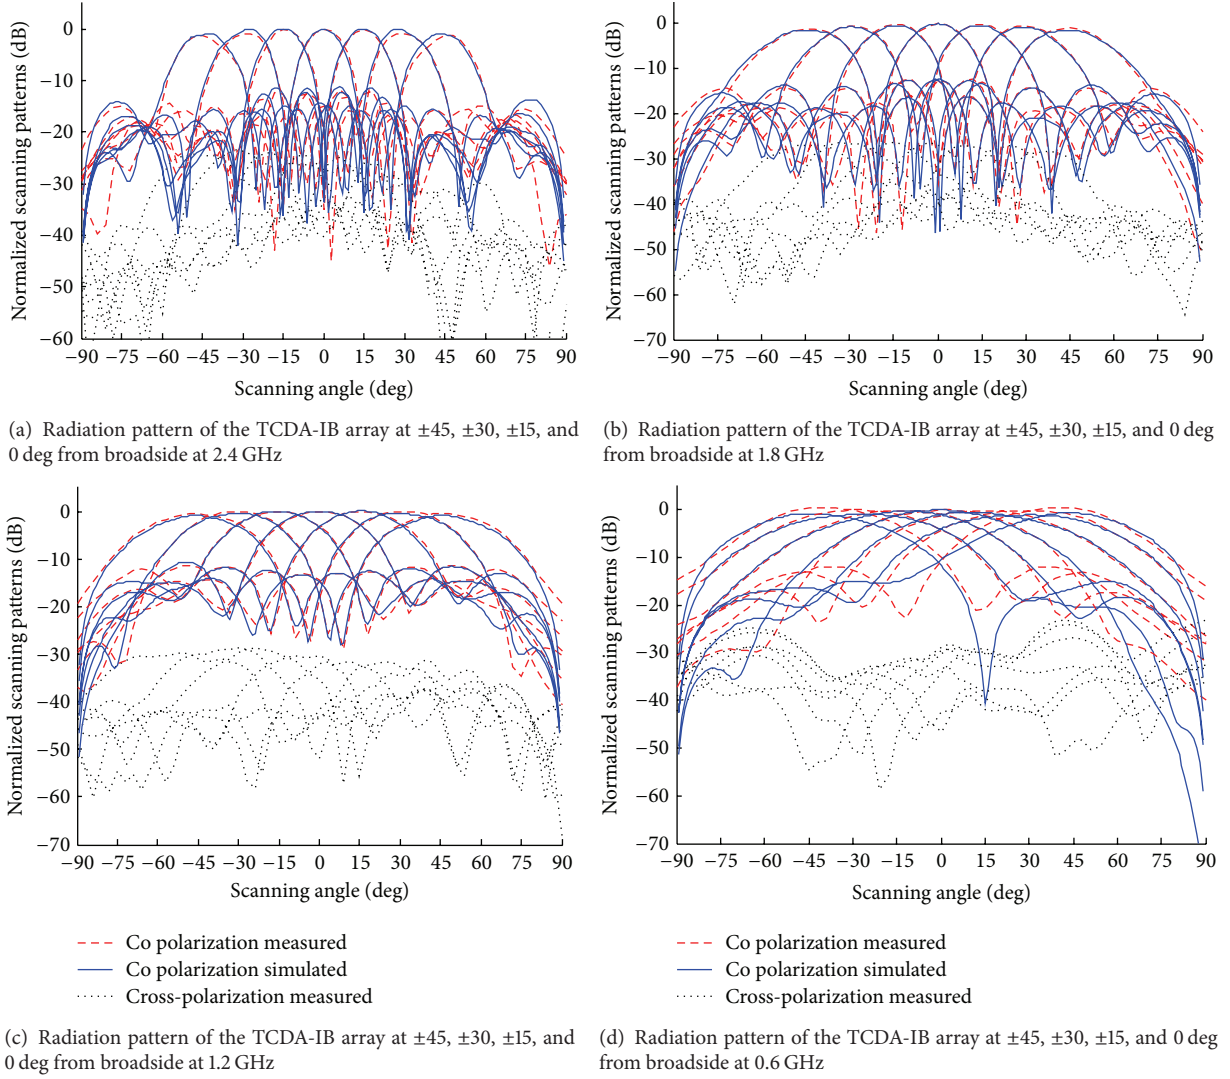 Normalized scanning patterns (dB)
0
−10
−20
−30
−40
−50
−60
−90 −75 −60 −45 −30 −15 0 15 30 45 60 75 90
Scanning angle (deg)
(a) Radiation pattern of the TCDA-IB array at ±45, ±30, ±15, and
0 deg from broadside at 2.4 GHz
Normalized scanning patterns (dB)
0
−10
−20
−30
−40
−50
−60
−70
−90 −75 −60 −45 −30 −15 0 15 30 45 60 75 90
Scanning angle (deg)
(b) Radiation pattern of the TCDA-IB array at ±45, ±30, ±15, and 0 deg
from broadside at 1.8 GHz
Normalized scanning patterns (dB)
0
−10
−20
−30
−40
−50
−60
−70
−90 −75 −60 −45 −30 −15 0 15 30 45 60 75 90
Scanning angle (deg)
Co polarization measured
Co polarization simulated
Cross-polarization measured
(c) Radiation pattern of the TCDA-IB array at ±45, ±30, ±15, and
0 deg from broadside at 1.2 GHz
Normalized scanning patterns (dB)
0
−10
−20
−30
−40
−50
−60
−70
−90 −75 −60 −45 −30 −15 0 15 30 45 60 75 90
Scanning angle (deg)
Co polarization measured
Co polarization simulated
Cross-polarization measured
(d) Radiation pattern of the TCDA-IB array at ±45, ±30, ±15, and 0 deg
from broadside at 0.6 GHz